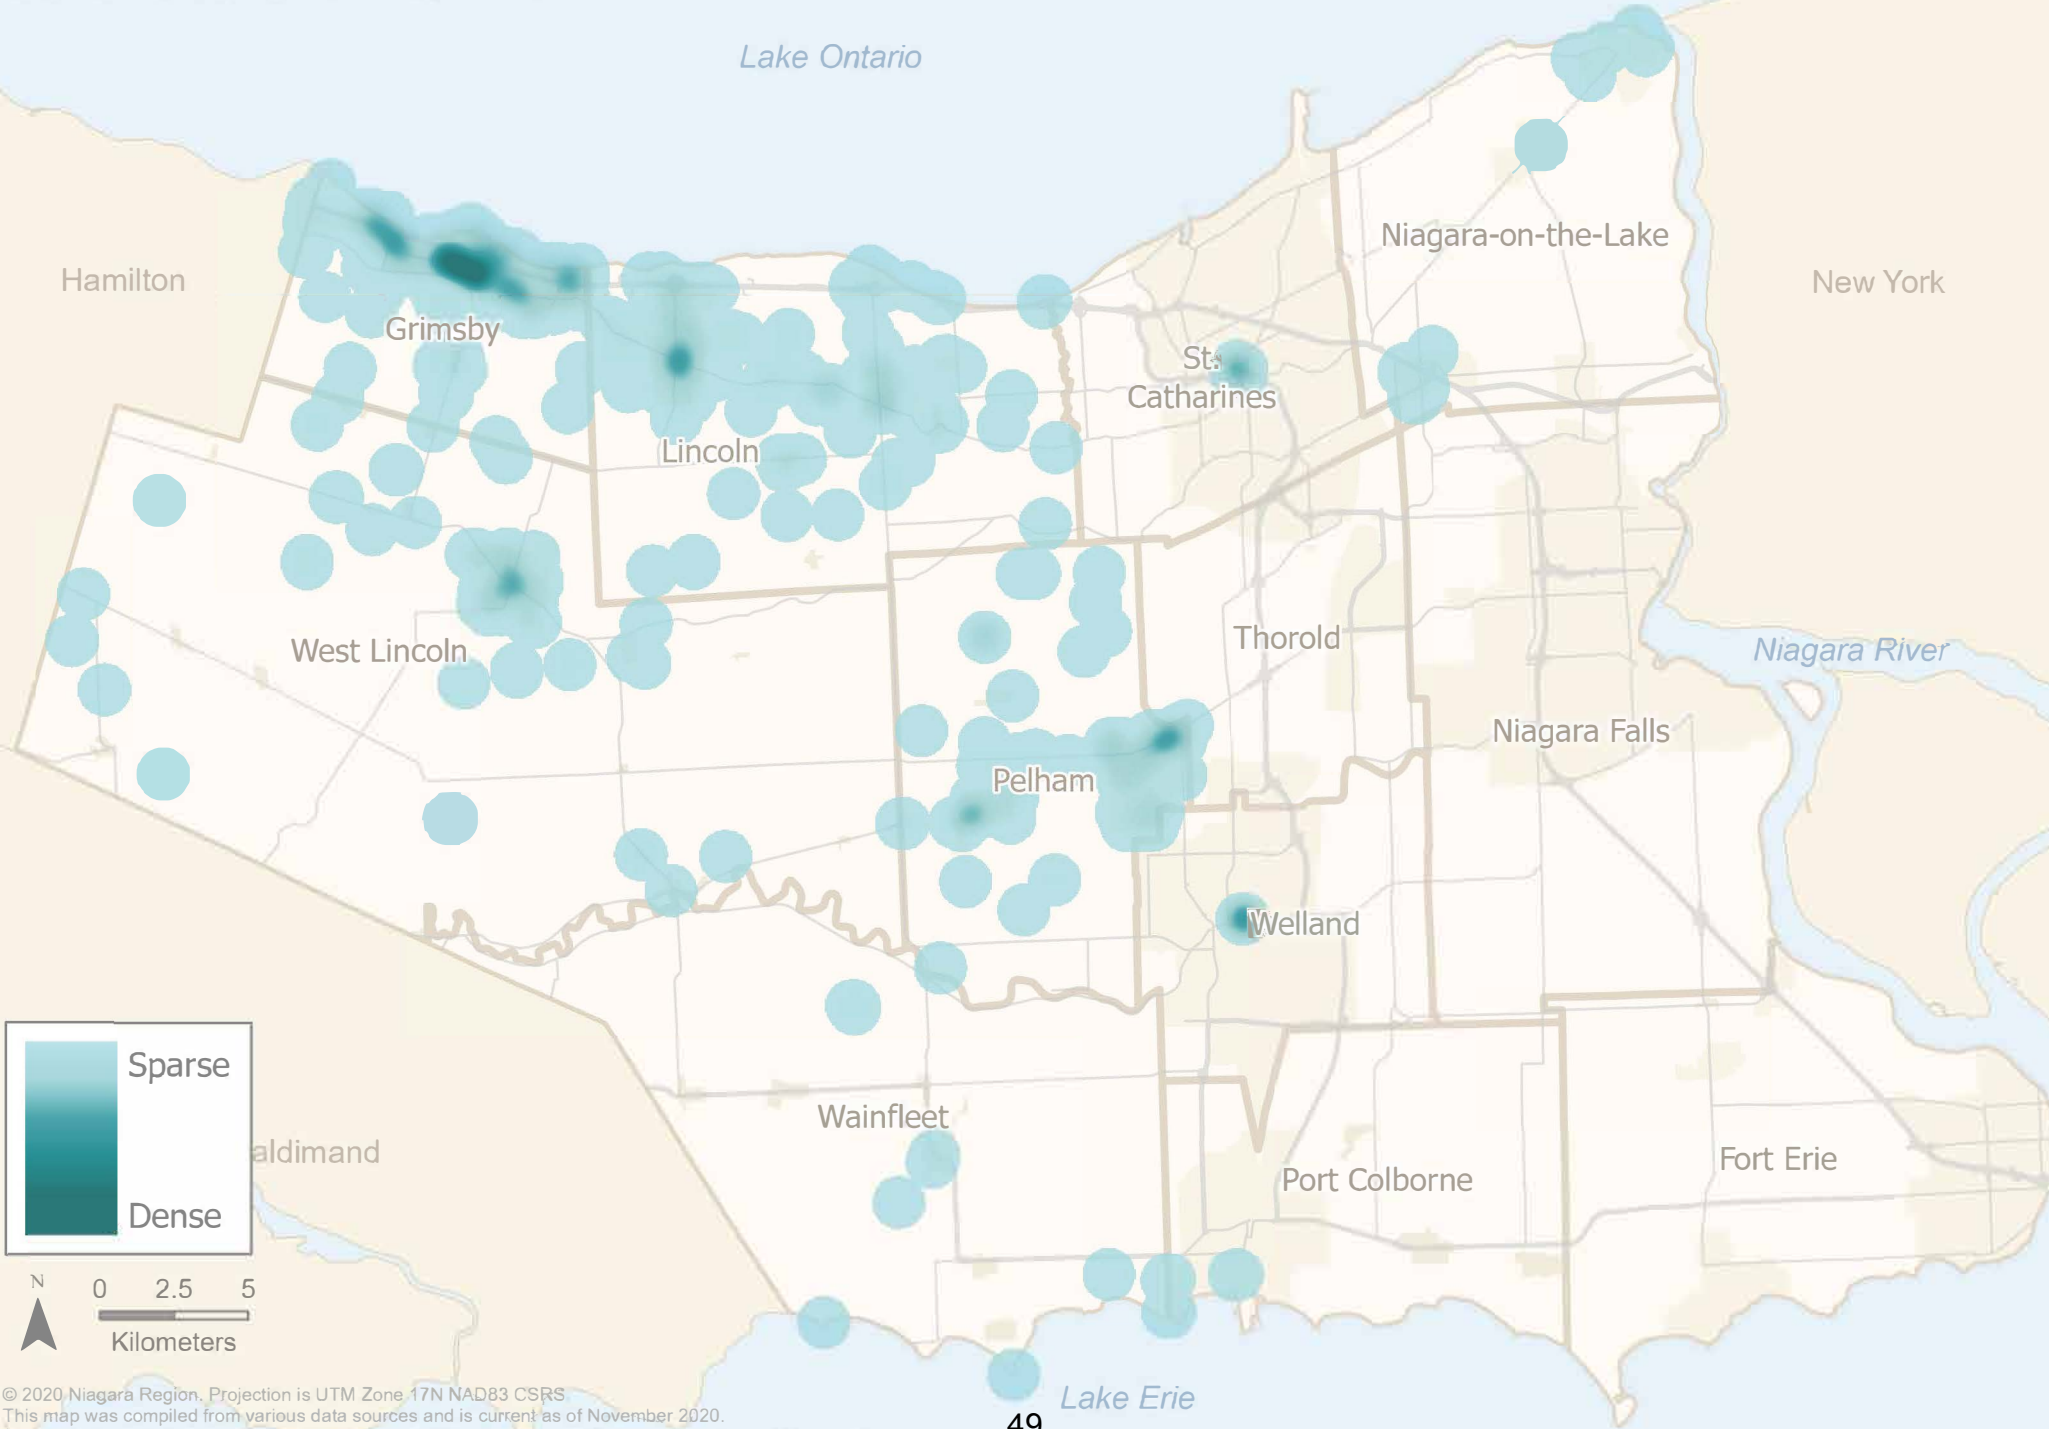 Lake Ontario
Niagara-on-the-Lake
Hamilton
New York
Grimsby
St.
Catharines
Lincoln
Thorold
Niagara River
West Lincoln
Niagara Falls
Pelham
Welland
Sparse
Dense
Wainfleet
aldimand
Fort Erie
Port Colborne
N
0 2.5 5
Kilometers
© 2020 Niagara Region. Projection is UTM Zone 17N NAD83 CSRS.
This map was compiled from various data sources and is current as of November 2020.
Lake Erie
49